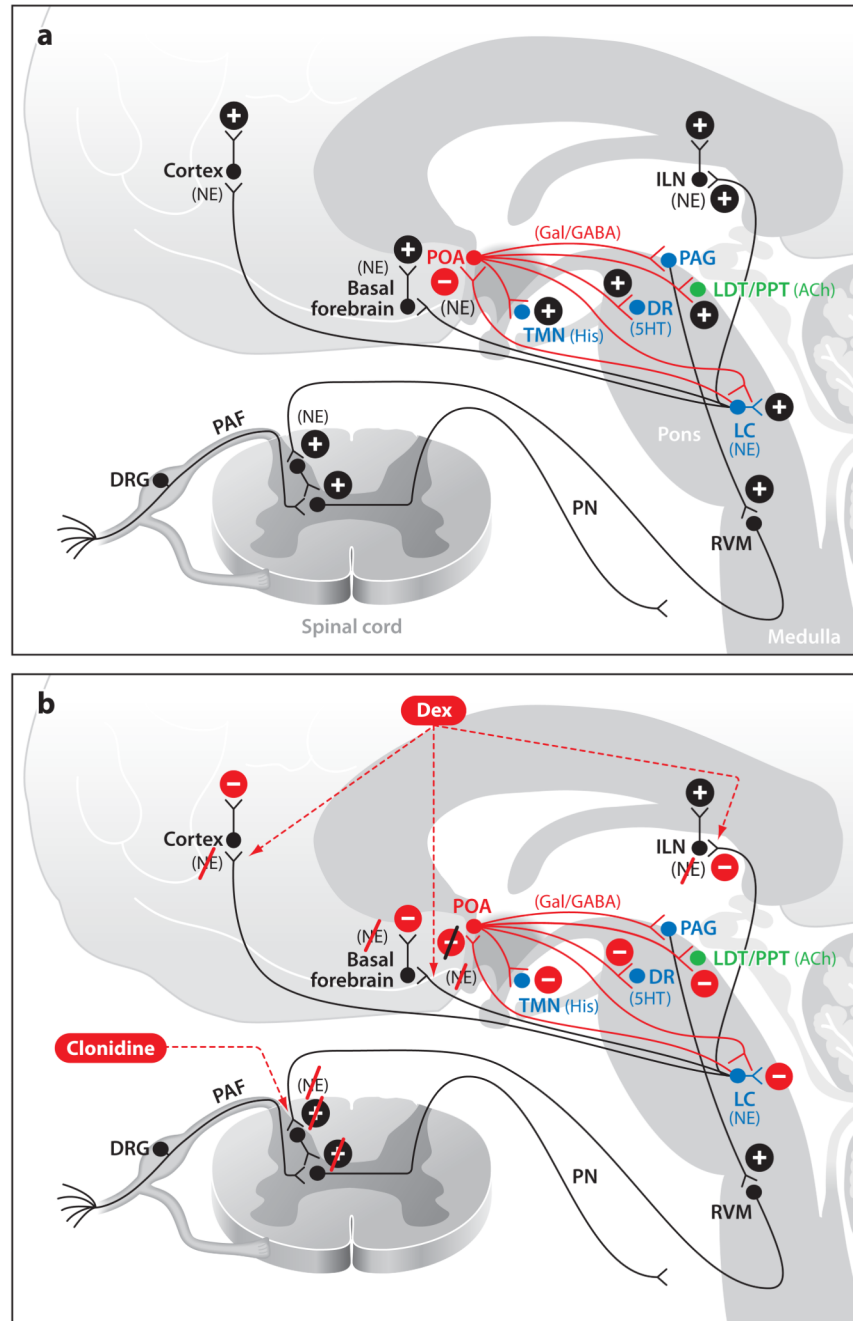 a
+
+
Cortex
(NE)
ILN
(NE)
+
(Gal/GABA)
+
(NE)
POA
PAG
−
Basal
forebrain
(NE)
+
LDT/PPT (ACh)
+
+
DR
(5HT)
TMN (His)
+
LC
(NE)
Pons
PAF
(NE)
+
DRG
+
PN
+
RVM
Spinal cord
Medulla
b
Dex
−
+
Cortex
(NE)
ILN
(NE)
−
(Gal/GABA)
−
(NE)
POA
PAG
−
Basal
forebrain
(NE)
−
LDT/PPT (ACh)
−
−
DR
(5HT)
TMN (His)
Clonidine
−
LC
(NE)
PAF
(NE)
+
DRG
+
PN
+
RVM